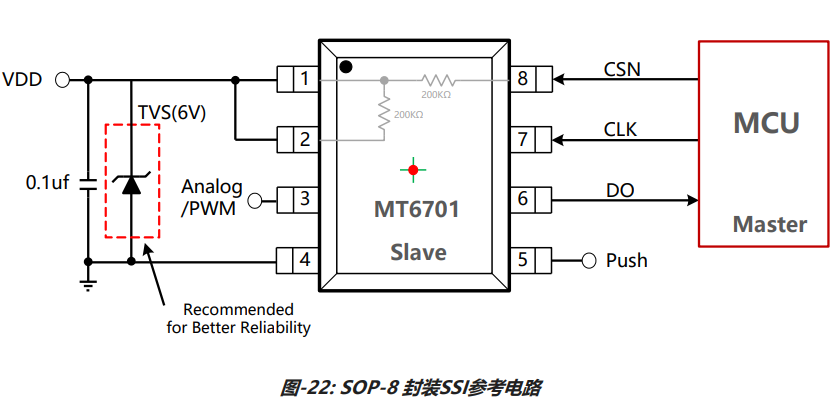 VDD
TVS(6V)
0.1uf
Analog
/PWM
Recommended
for Better Reliability
1
2
3
4
200KΩ
200KΩ
MT6701
Slave
8
7
6
5
CSN
CLK
DO
Push
MCU
Master
图-22: SOP-8 封装SSI参考电路